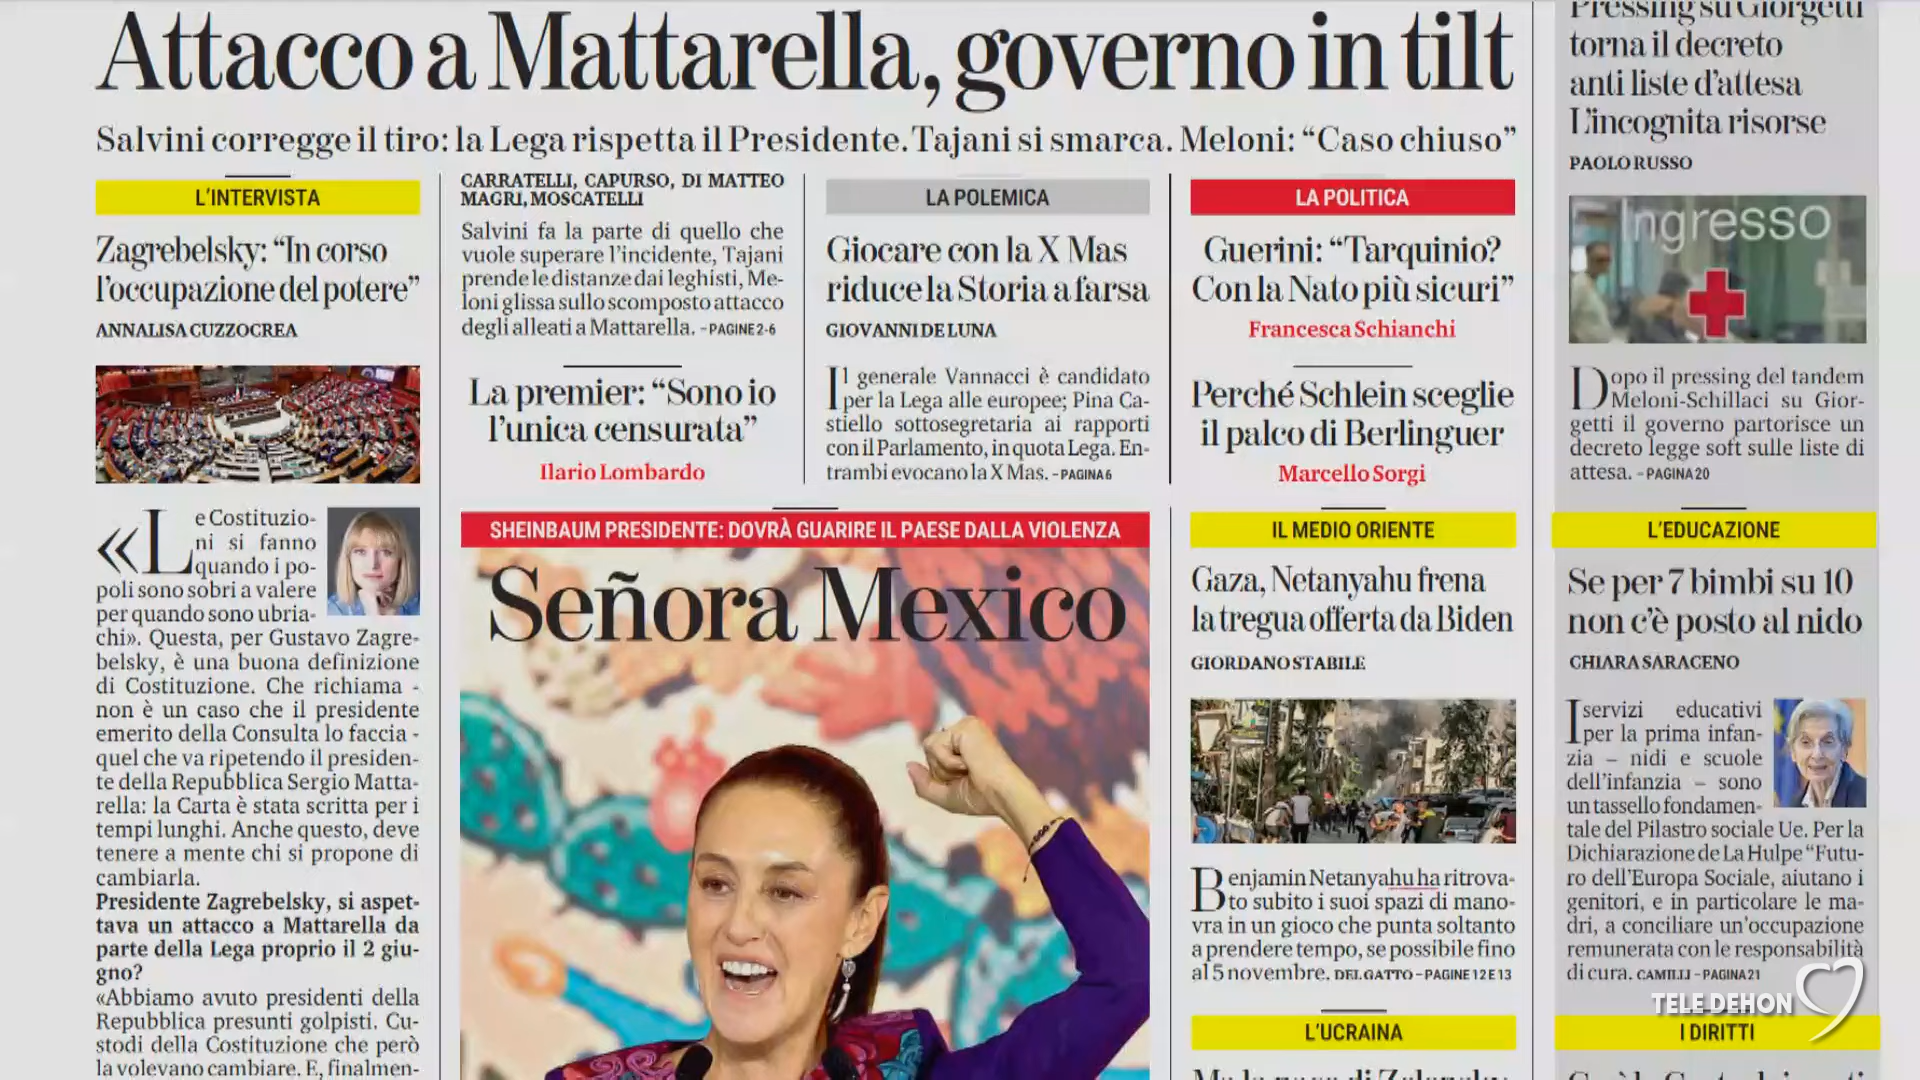 Attacco a Mattarella, governo in tilt
Salvini corregge il tiro: la Lega rispetta il Presidente. Tajani si smarca. Meloni: “Caso chiuso”
L'INTERVISTA
Zagrebelsky: “In corso
l'occupazione del potere”
ANNALISA CUZZOCREA
«Le Costituzio-
ni si fanno
quando i po-
poli sono sobri a valere
per quando sono ubria-
chi». Questa, per Gustavo Zagre-
belsky, è una buona definizione
di Costituzione. Che richiama -
non è un caso che il presidente
emerito della Consulta lo faccia -
quel che va ripetendo il presiden-
te della Repubblica Sergio Matta-
rella: la Carta è stata scritta per i
tempi lunghi. Anche questo, deve
tenere a mente chi si propone di
cambiarla.
Presidente Zagrebelsky, si aspet-
tava un attacco a Mattarella da
parte della Lega proprio il 2 giu-
gno?
«Abbiamo avuto presidenti della
Repubblica presunti golpisti. Cu-
stodi della Costituzione che però
la volevano cambiare. E, finalmen-
CARRATELLI, CAPURSO, DI MATTEO
MAGRI, MOSCATELLI
Salvini fa la parte di quello che
vuole superare l'incidente, Tajani
prende le distanze dai leghisti, Me-
loni glissa sullo scomposto attacco
degli alleati a Mattarella. - PAGINE 2-6
La premier: “Sono io
l'unica censurata”
Ilario Lombardo
LA POLEMICA
Giocare con la X Mas
riduce la Storia a farsa
GIOVANNI DE LUNA
Il generale Vannacci è candidato
per la Lega alle europee; Pina Ca-
stiello sottosegretaria ai rapporti
con il Parlamento, in quota Lega. En-
trambi evocano la X Mas. - PAGINA 6
LA POLITICA
Guerini: “Tarquinio?
Con la Nato più sicuri”
Francesca Schianchi
Perché Schlein sceglie
il palco di Berlinguer
Marcello Sorgi
SHEINBAUM PRESIDENTE: DOVRÀ GUARIRE IL PAESE DALLA VIOLENZA
Señora Mexico
IL MEDIO ORIENTE
Gaza, Netanyahu frena
la tregua offerta da Biden
GIORDANO STABILE
Benjamin Netanyahu ha ritrova-
to subito i suoi spazi di mano-
vra in un gioco che punta soltanto
a prendere tempo, se possibile fino
al 5 novembre. DEL GATTO - PAGINE 12 E 13
L'UCRAINA
Pressing su Giorgetti
torna il decreto
anti liste d'attesa
L'incognita risorse
PAOLO RUSSO
Ingresso
Dopo il pressing del tandem
Meloni-Schillaci su Gior-
getti il governo partorisce un
decreto legge soft sulle liste di
attesa. - PAGINA 20
L'EDUCAZIONE
Se per 7 bimbi su 10
non c'è posto al nido
CHIARA SARACENO
I servizi educativi
per la prima infan-
zia – nidi e scuole
dell'infanzia – sono
un tassello fondamen-
tale del Pilastro sociale Ue. Per la
Dichiarazione de La Hulpe “Futu-
ro dell'Europa Sociale, aiutano i
genitori, e in particolare le ma-
dri, a conciliare un'occupazione
remunerata con le responsabilità
di cura. CAMILLI - PAGINA 21
TELE DEHON
I DIRITTI